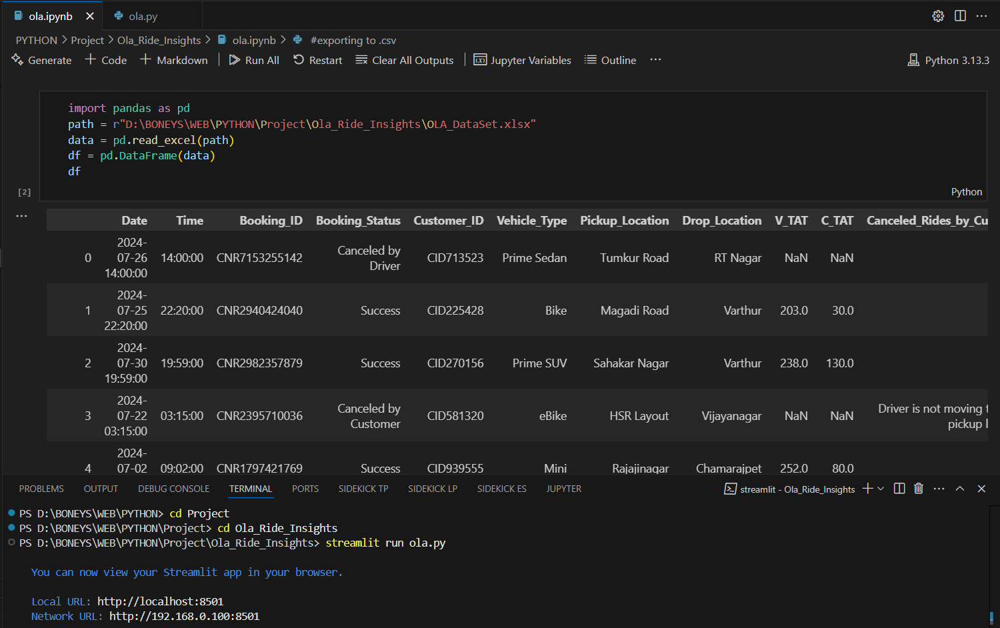 ola.ipynb ola.py
PYTHON > Project > Ola_Ride_Insights > ola.ipynb > #exporting to .csv
Generate + Code + Markdown | Run All Restart Clear All Outputs | Jupyter Variables Outline ... Python 3.13.3
import pandas as pd
path = r"D:\BONEYS\WEB\PYTHON\Project\Ola_Ride_Insights\OLA_DataSet.xlsx"
data = pd.read_excel(path)
df = pd.DataFrame(data)
df
[2] Python
...
Date Time Booking_ID Booking_Status Customer_ID Vehicle_Type Pickup_Location Drop_Location V_TAT C_TAT Canceled_Rides_by_Cu
0 2024-07-26 14:00:00 14:00:00 CNR7153255142 Canceled by Driver CID713523 Prime Sedan Tumkur Road RT Nagar NaN NaN
1 2024-07-25 22:20:00 22:20:00 CNR2940424040 Success CID225428 Bike Magadi Road Varthur 203.0 30.0
2 2024-07-30 19:59:00 19:59:00 CNR2982357879 Success CID270156 Prime SUV Sahakar Nagar Varthur 238.0 130.0
3 2024-07-22 03:15:00 03:15:00 CNR2395710036 Canceled by Customer CID581320 eBike HSR Layout Vijayanagar NaN NaN Driver is not moving t pickup l
4 2024-07-02 09:02:00 CNR1797421769 Success CID939555 Mini Rajajinagar Chamarajpet 252.0 80.0
PROBLEMS OUTPUT DEBUG CONSOLE TERMINAL PORTS SIDEKICK TP SIDEKICK LP SIDEKICK ES JUPYTER streamlit - Ola_Ride_Insights
PS D:\BONEYS\WEB\PYTHON> cd Project
PS D:\BONEYS\WEB\PYTHON\Project> cd Ola_Ride_Insights
PS D:\BONEYS\WEB\PYTHON\Project\Ola_Ride_Insights> streamlit run ola.py
You can now view your Streamlit app in your browser.
Local URL: http://localhost:8501
Network URL: http://192.168.0.100:8501